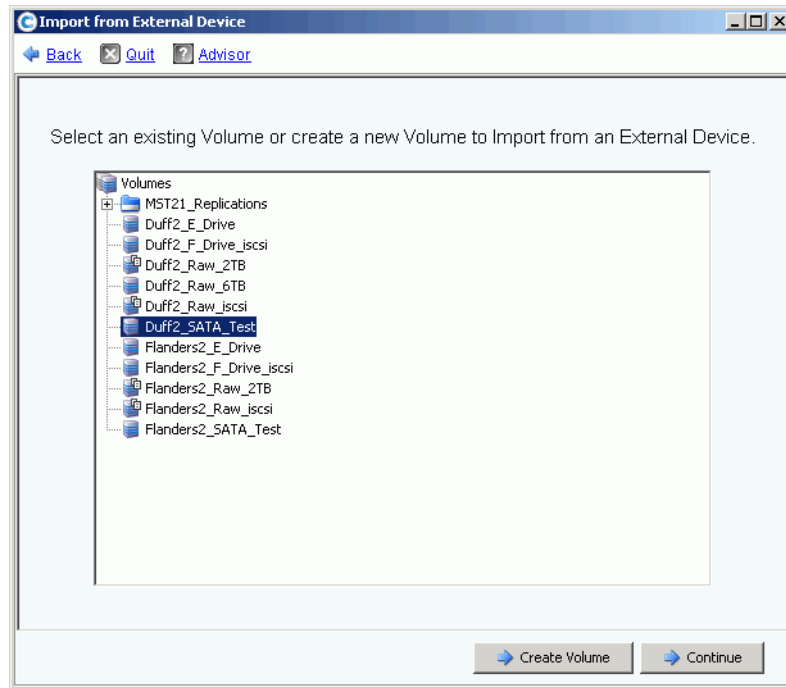 Import from External Device
Back Quit Advisor
Select an existing Volume or create a new Volume to Import from an External Device.
Volumes
MST21_Replications
Duff2_E_Drive
Duff2_F_Drive_iscsi
Duff2_Raw_2TB
Duff2_Raw_6TB
Duff2_Raw_iscsi
Duff2_SATA_Test
Flanders2_E_Drive
Flanders2_F_Drive_iscsi
Flanders2_Raw_2TB
Flanders2_Raw_iscsi
Flanders2_SATA_Test
Create Volume Continue